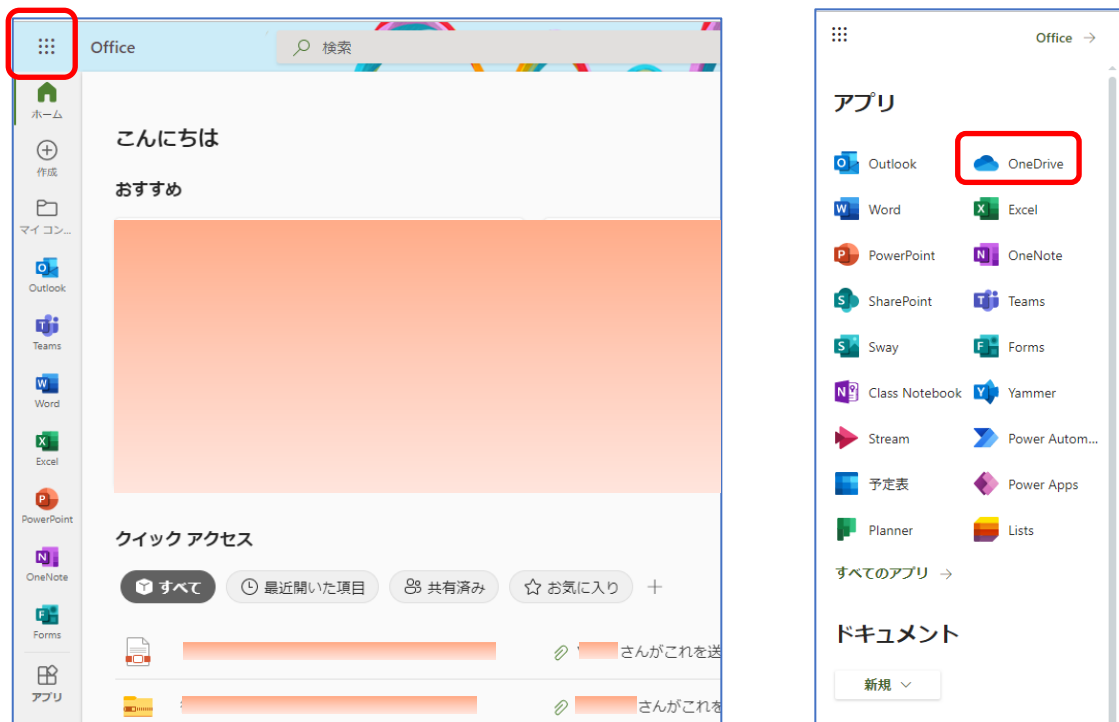 Office
検索
ホーム
作成
マイ コン...
Outlook
Teams
Word
Excel
PowerPoint
OneNote
Forms
アプリ
こんにちは
おすすめ
クイック アクセス
すべて 最近開いた項目 共有済み お気に入り
さんがこれを送
さんがこれを
Office →
アプリ
Outlook OneDrive
Word Excel
PowerPoint OneNote
SharePoint Teams
Sway Forms
Class Notebook Yammer
Stream Power Autom...
予定表 Power Apps
Planner Lists
すべてのアプリ →
ドキュメント
新規